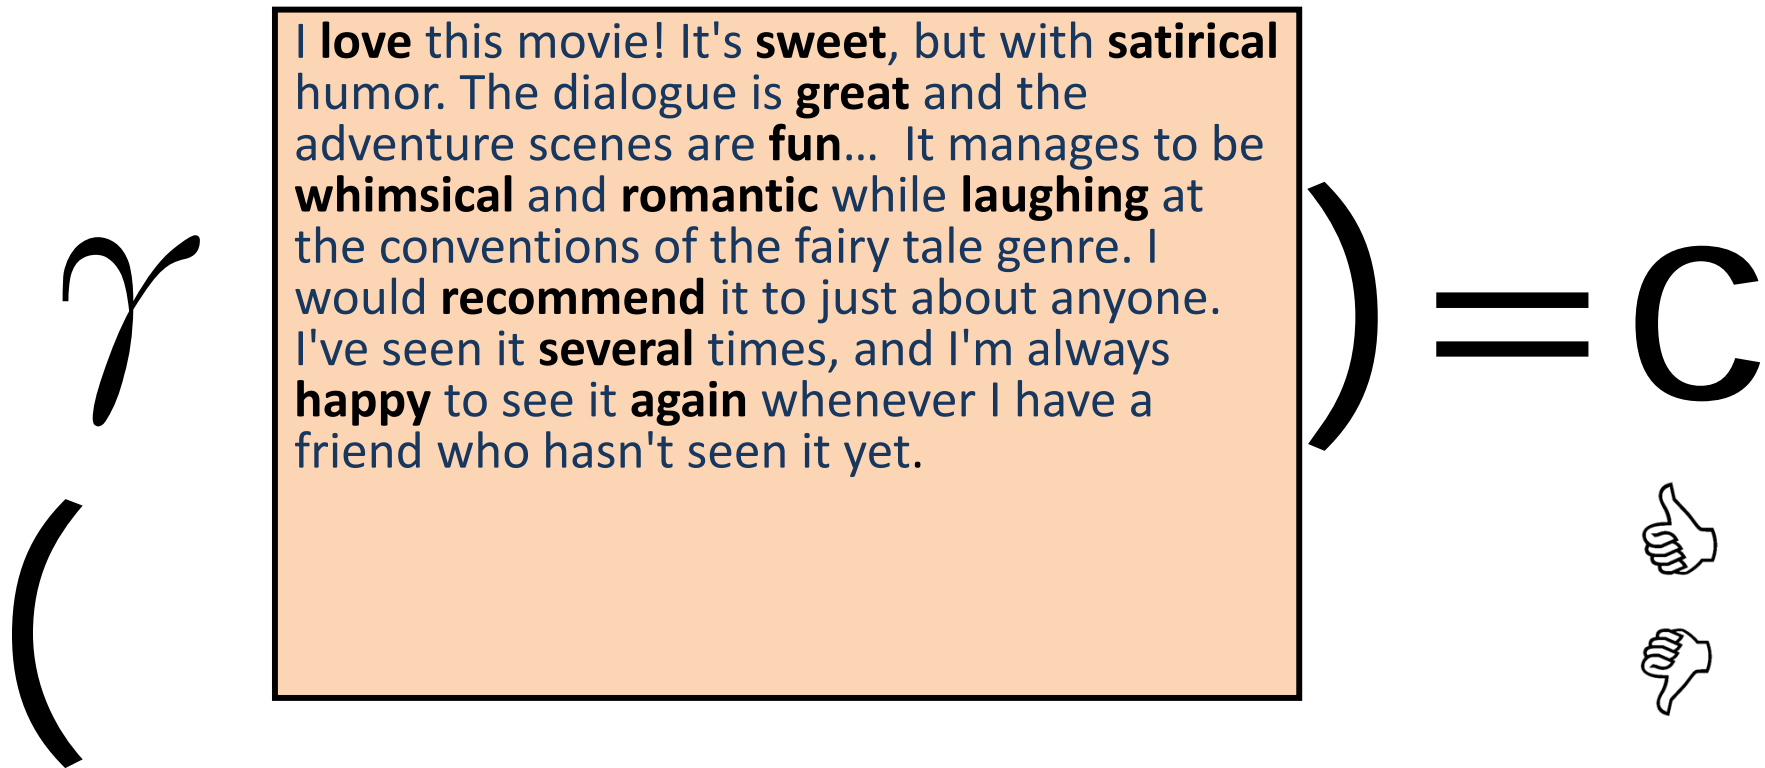 γ
(
I love this movie! It's sweet, but with satirical
humor. The dialogue is great and the
adventure scenes are fun… It manages to be
whimsical and romantic while laughing at
the conventions of the fairy tale genre. I
would recommend it to just about anyone.
I've seen it several times, and I'm always
happy to see it again whenever I have a
friend who hasn't seen it yet.
) = c